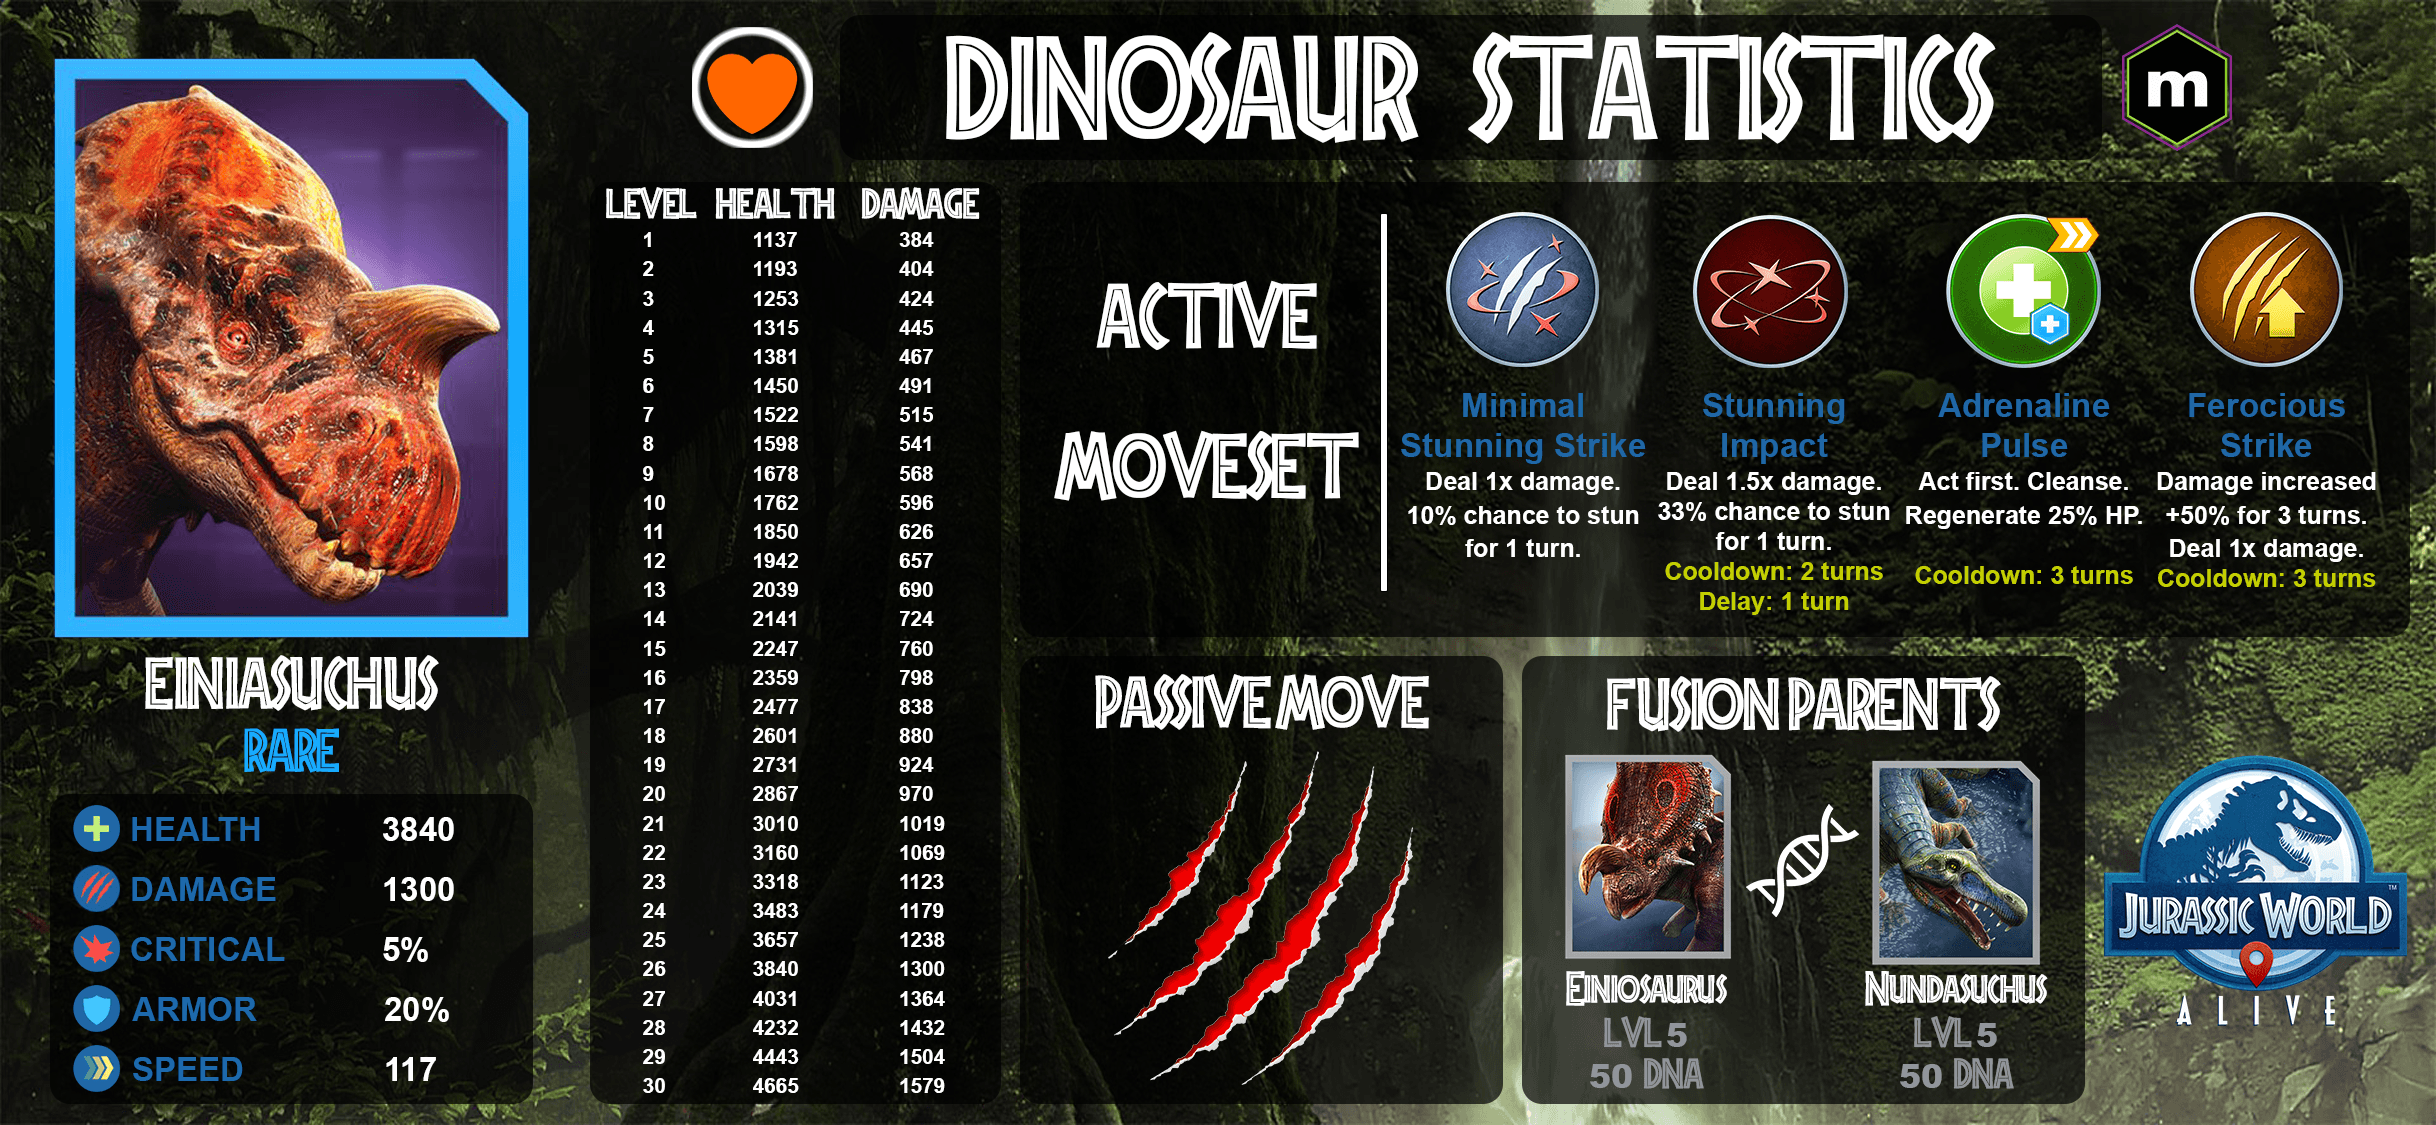 DINOSAUR STATISTICS
m
EINIASUCHUS
RARE
HEALTH 3840
DAMAGE 1300
CRITICAL 5%
ARMOR 20%
SPEED 117
LEVEL HEALTH DAMAGE
1 1137 384
2 1193 404
3 1253 424
4 1315 445
5 1381 467
6 1450 491
7 1522 515
8 1598 541
9 1678 568
10 1762 596
11 1850 626
12 1942 657
13 2039 690
14 2141 724
15 2247 760
16 2359 798
17 2477 838
18 2601 880
19 2731 924
20 2867 970
21 3010 1019
22 3160 1069
23 3318 1123
24 3483 1179
25 3657 1238
26 3840 1300
27 4031 1364
28 4232 1432
29 4443 1504
30 4665 1579
ACTIVE
MOVESET
Minimal
Stunning Strike
Deal 1x damage.
10% chance to stun
for 1 turn.
Stunning
Impact
Deal 1.5x damage.
33% chance to stun
for 1 turn.
Cooldown: 2 turns
Delay: 1 turn
Adrenaline
Pulse
Act first. Cleanse.
Regenerate 25% HP.
Cooldown: 3 turns
Ferocious
Strike
Damage increased
+50% for 3 turns.
Deal 1x damage.
Cooldown: 3 turns
PASSIVE MOVE
FUSION PARENTS
EINIOSAURUS
LVL 5
50 DNA
NUNDASUCHUS
LVL 5
50 DNA
JURASSIC WORLD™
ALIVE